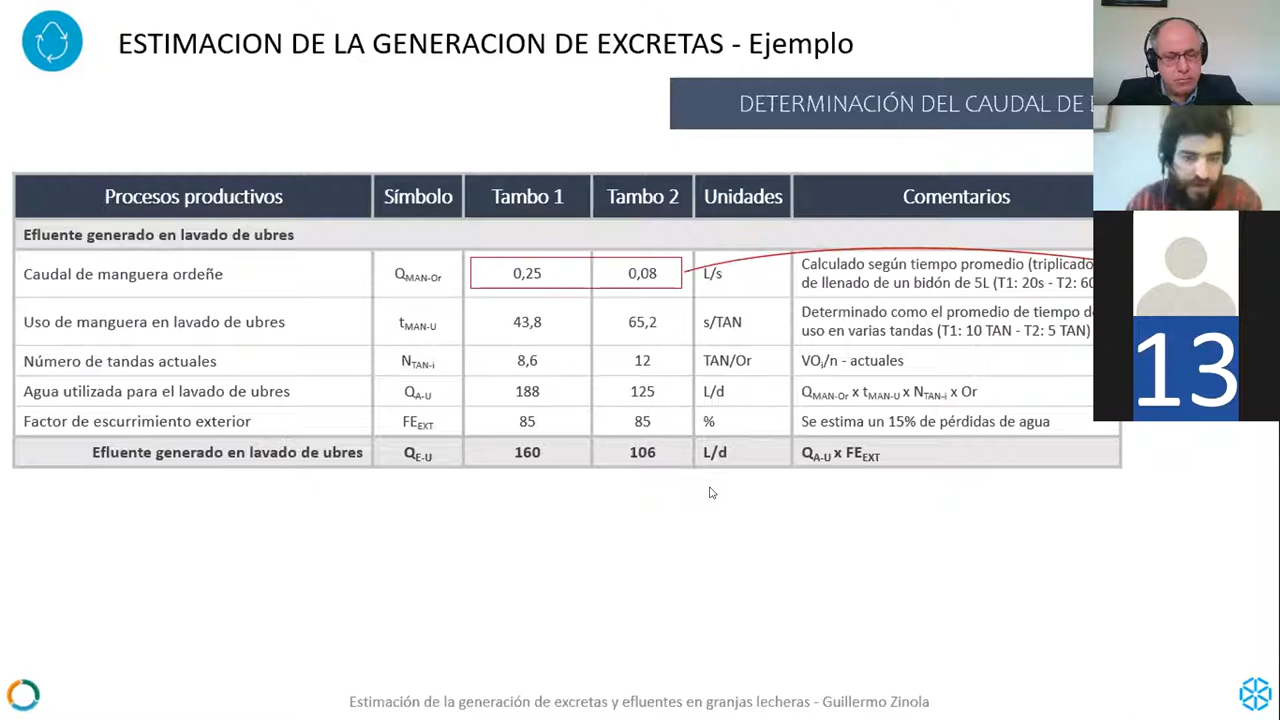 ESTIMACION DE LA GENERACION DE EXCRETAS - Ejemplo
DETERMINACIÓN DEL CAUDAL DE
Procesos productivos Símbolo Tambo 1 Tambo 2 Unidades Comentarios
Efluente generado en lavado de ubres
Caudal de manguera ordeñe QMAN-Or 0,25 0,08 L/s Calculado según tiempo promedio (triplicado
de llenado de un bidón de 5L (T1: 20s - T2: 60
Uso de manguera en lavado de ubres tMAN-U 43,8 65,2 s/TAN Determinado como el promedio de tiempo de
uso en varias tandas (T1: 10 TAN - T2: 5 TAN)
Número de tandas actuales NTAN-i 8,6 12 TAN/Or VOi/n - actuales
Agua utilizada para el lavado de ubres QA-U 188 125 L/d QMAN-Or x tMAN-U x NTAN-i x Or
Factor de escurrimiento exterior FEEXT 85 85 % Se estima un 15% de pérdidas de agua
Efluente generado en lavado de ubres QE-U 160 106 L/d QA-U x FEEXT
13
Estimación de la generación de excretas y efluentes en granjas lecheras - Guillermo Zinola